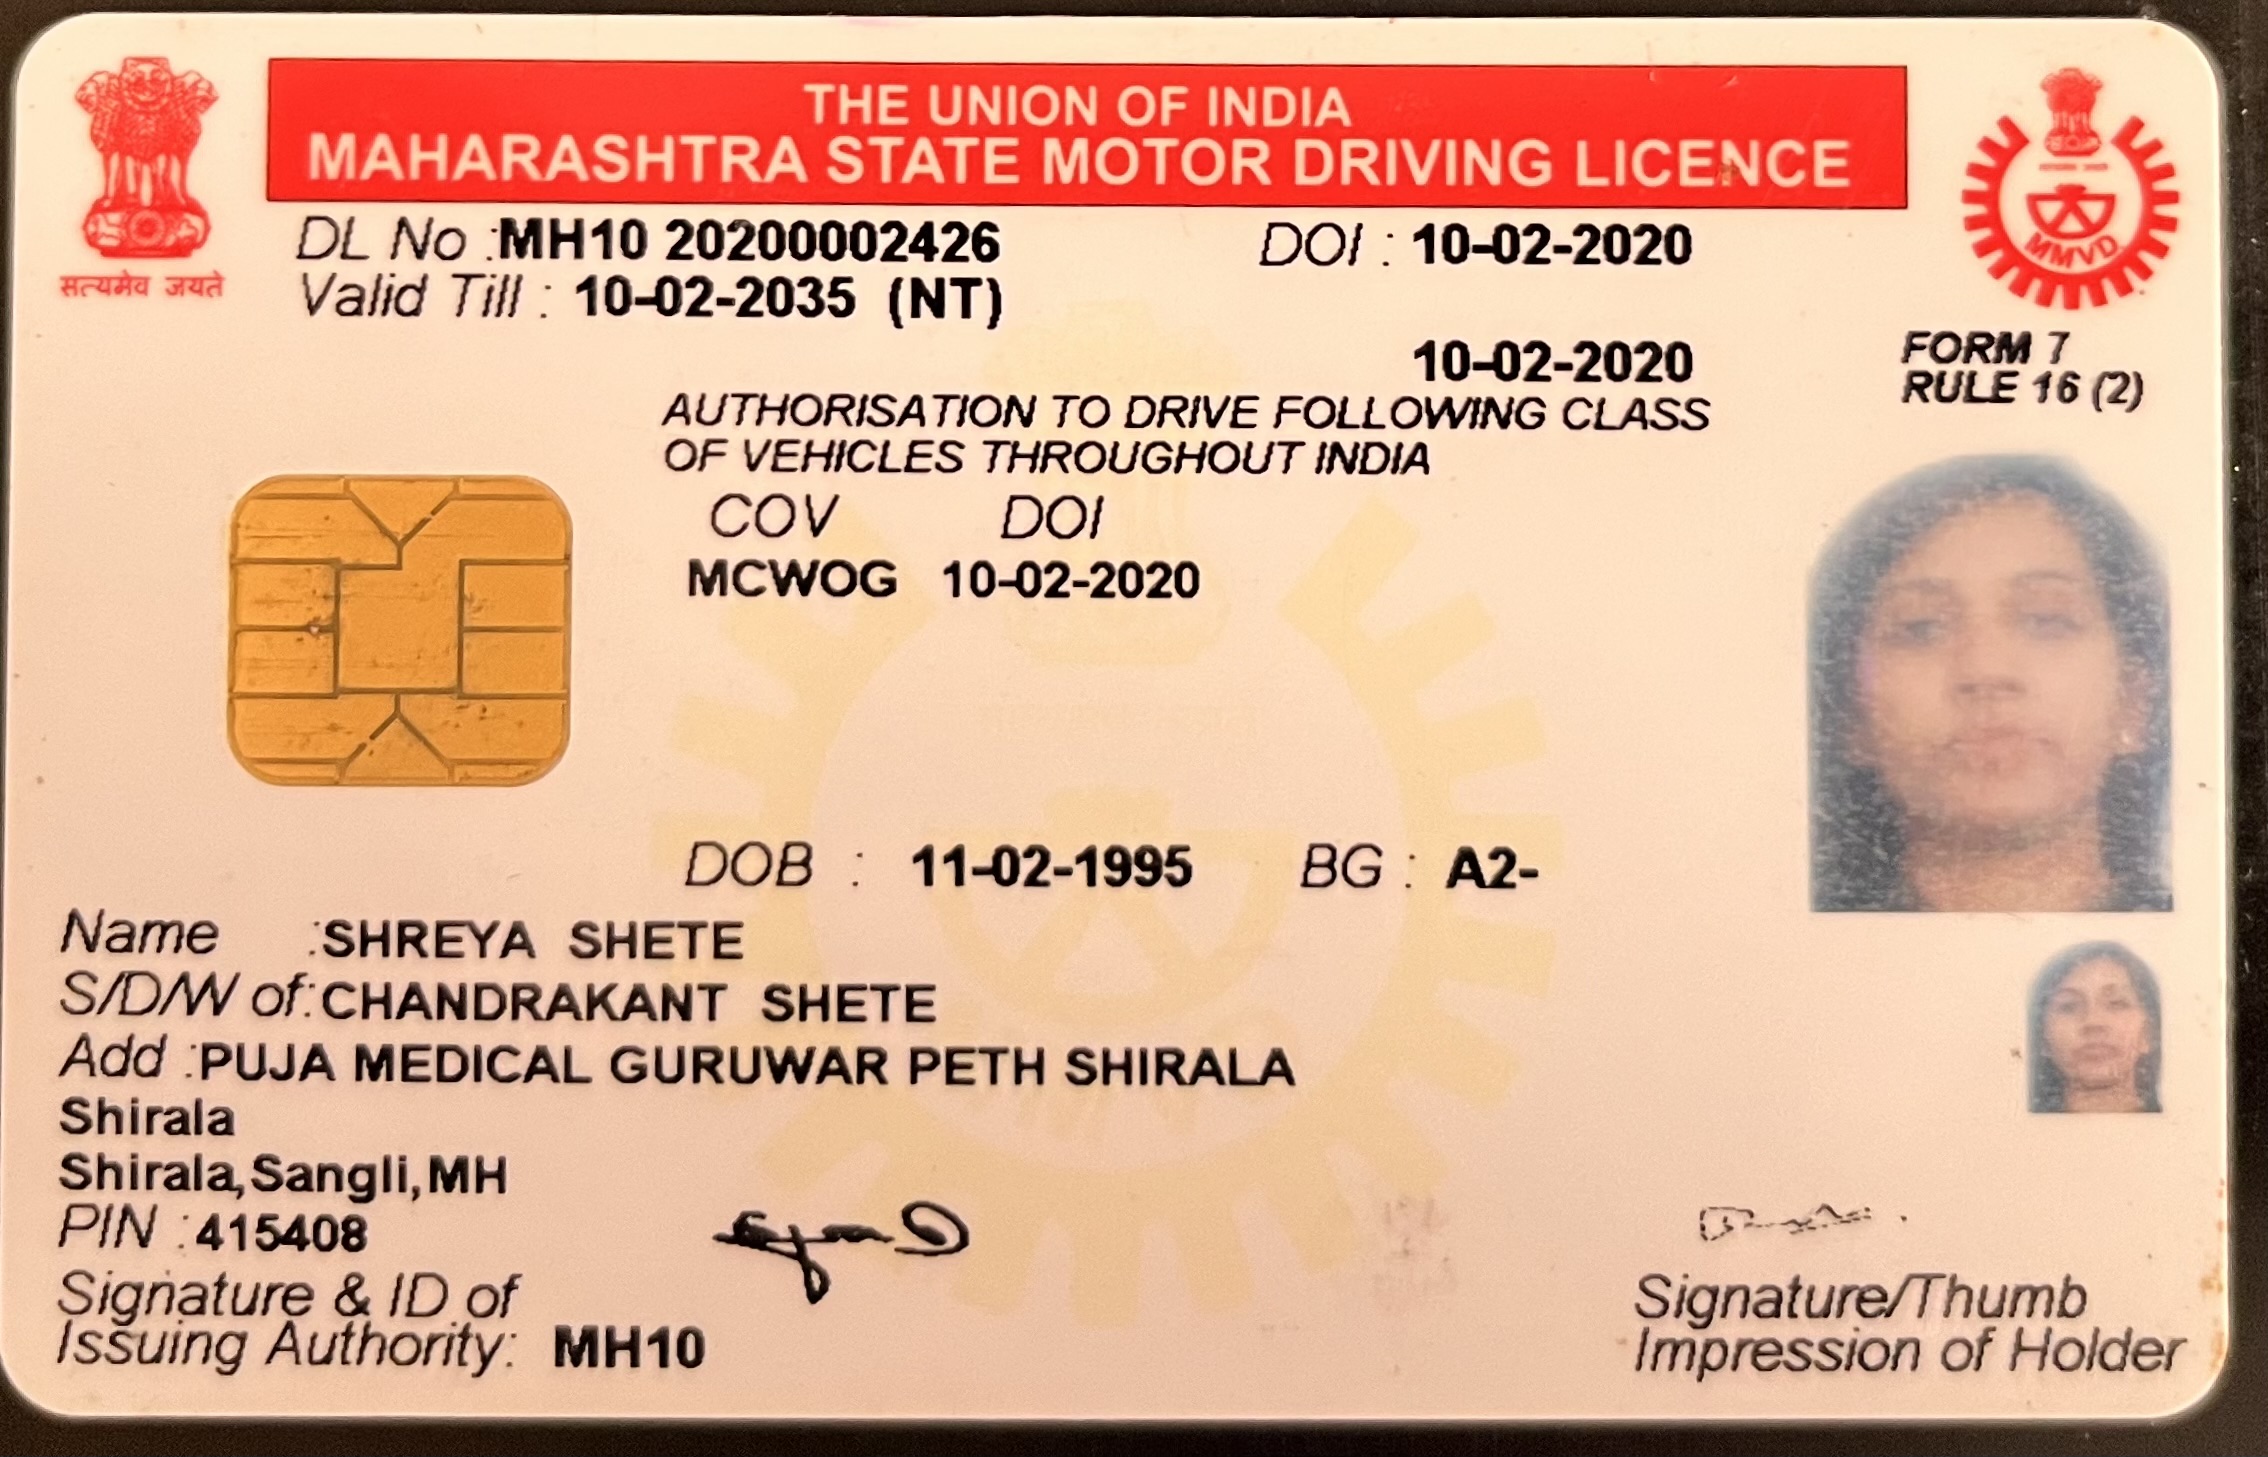 THE UNION OF INDIA
MAHARASHTRA STATE MOTOR DRIVING LICENCE
सत्यमेव जयते
MMVD
DL No :MH10 20200002426 DOI : 10-02-2020
Valid Till : 10-02-2035 (NT)
10-02-2020
FORM 7
RULE 16 (2)
AUTHORISATION TO DRIVE FOLLOWING CLASS
OF VEHICLES THROUGHOUT INDIA
COV DOI
MCWOG 10-02-2020
DOB : 11-02-1995 BG : A2-
Name :SHREYA SHETE
S/D/W of:CHANDRAKANT SHETE
Add :PUJA MEDICAL GURUWAR PETH SHIRALA
Shirala
Shirala,Sangli,MH
PIN :415408
Signature & ID of
Issuing Authority: MH10
Signature/Thumb
Impression of Holder